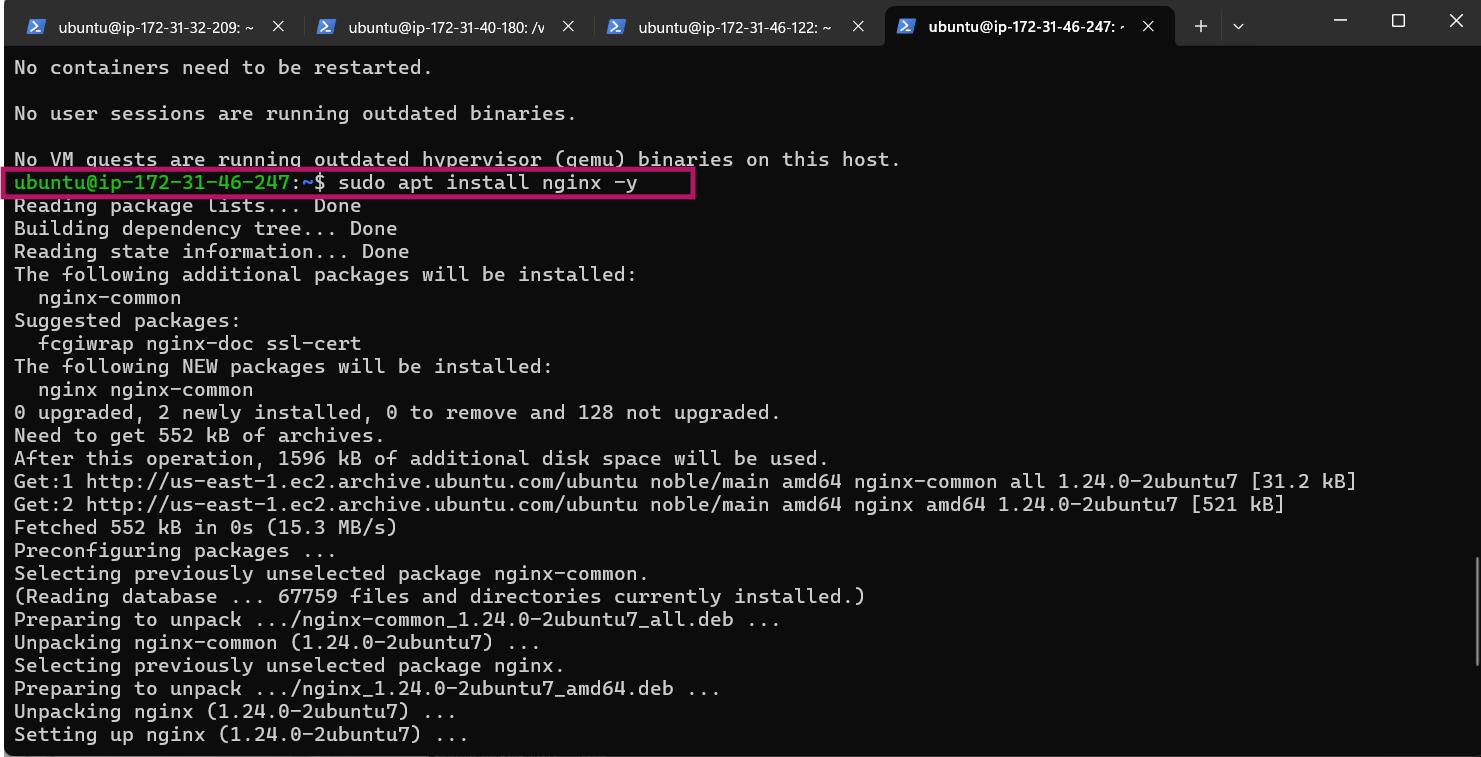 ubuntu@ip-172-31-32-209: ~
ubuntu@ip-172-31-40-180: /v
ubuntu@ip-172-31-46-122: ~
ubuntu@ip-172-31-46-247: ~
No containers need to be restarted.
No user sessions are running outdated binaries.
No VM guests are running outdated hypervisor (qemu) binaries on this host.
ubuntu@ip-172-31-46-247:~$ sudo apt install nginx -y
Reading package lists... Done
Building dependency tree... Done
Reading state information... Done
The following additional packages will be installed:
  nginx-common
Suggested packages:
  fcgiwrap nginx-doc ssl-cert
The following NEW packages will be installed:
  nginx nginx-common
0 upgraded, 2 newly installed, 0 to remove and 128 not upgraded.
Need to get 552 kB of archives.
After this operation, 1596 kB of additional disk space will be used.
Get:1 http://us-east-1.ec2.archive.ubuntu.com/ubuntu noble/main amd64 nginx-common all 1.24.0-2ubuntu7 [31.2 kB]
Get:2 http://us-east-1.ec2.archive.ubuntu.com/ubuntu noble/main amd64 nginx amd64 1.24.0-2ubuntu7 [521 kB]
Fetched 552 kB in 0s (15.3 MB/s)
Preconfiguring packages ...
Selecting previously unselected package nginx-common.
(Reading database ... 67759 files and directories currently installed.)
Preparing to unpack .../nginx-common_1.24.0-2ubuntu7_all.deb ...
Unpacking nginx-common (1.24.0-2ubuntu7) ...
Selecting previously unselected package nginx.
Preparing to unpack .../nginx_1.24.0-2ubuntu7_amd64.deb ...
Unpacking nginx (1.24.0-2ubuntu7) ...
Setting up nginx (1.24.0-2ubuntu7) ...